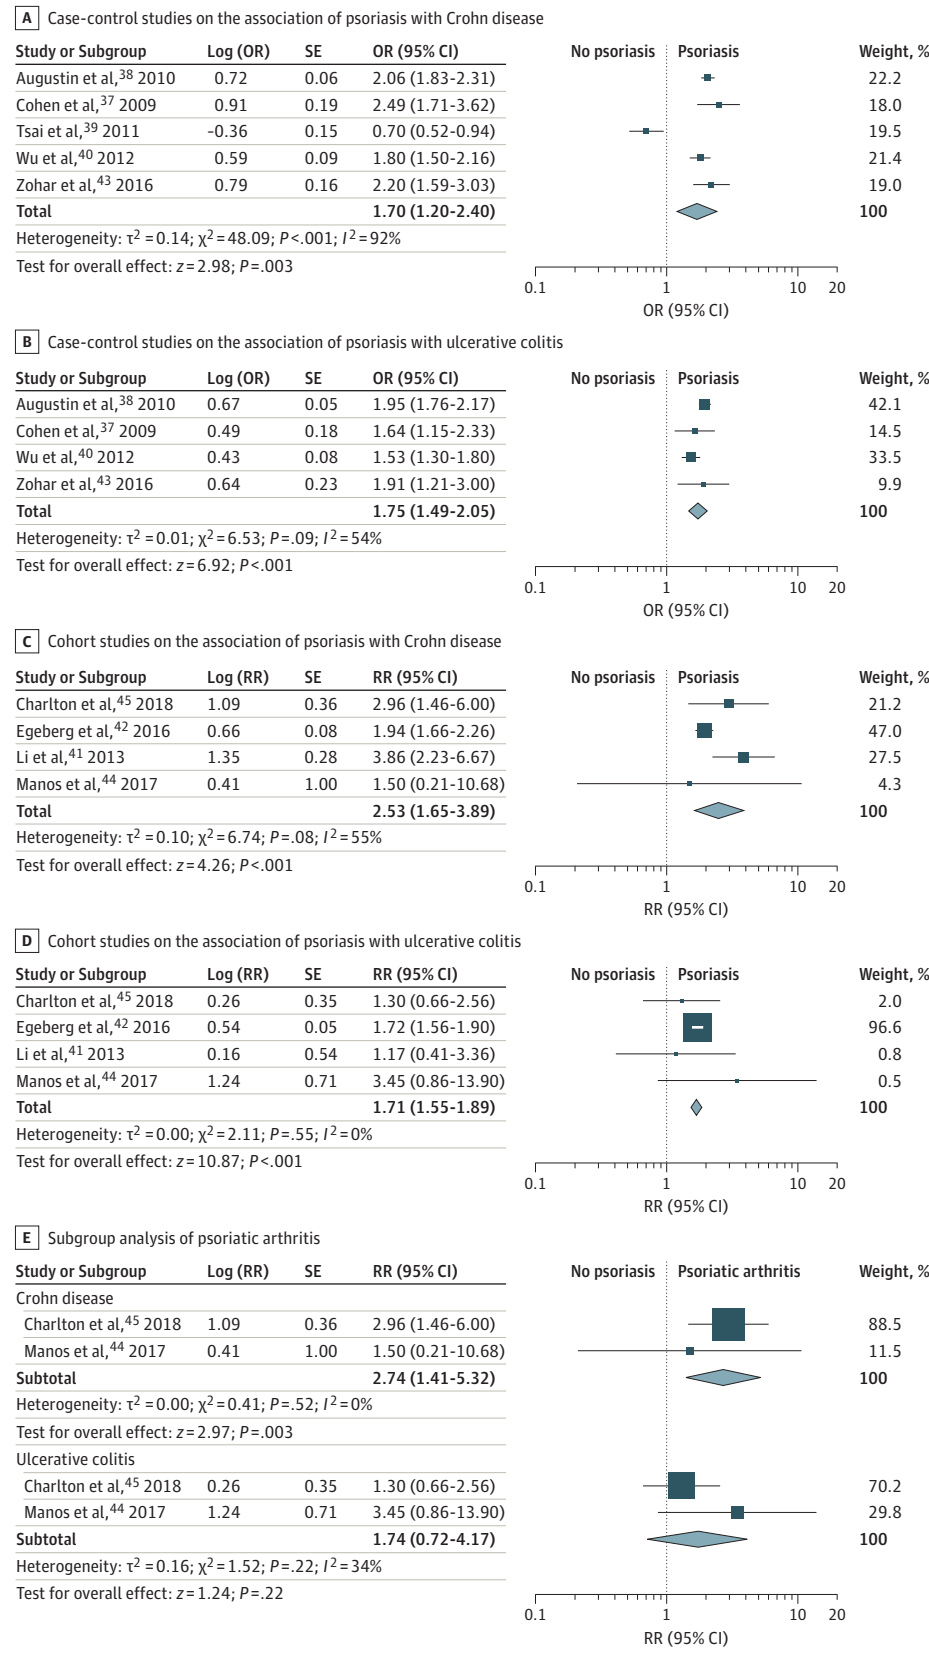 A Case-control studies on the association of psoriasis with Crohn disease
Study or Subgroup Log (OR) SE OR (95% CI) No psoriasis Psoriasis Weight, %
Augustin et al,38 2010 0.72 0.06 2.06 (1.83-2.31) 22.2
Cohen et al,37 2009 0.91 0.19 2.49 (1.71-3.62) 18.0
Tsai et al,39 2011 -0.36 0.15 0.70 (0.52-0.94) 19.5
Wu et al,40 2012 0.59 0.09 1.80 (1.50-2.16) 21.4
Zohar et al,43 2016 0.79 0.16 2.20 (1.59-3.03) 19.0
Total 1.70 (1.20-2.40) 100
Heterogeneity: τ2 = 0.14; χ2 = 48.09; P <.001; I2 = 92%
Test for overall effect: z = 2.98; P = .003
0.1 1 10 20
OR (95% CI)
B Case-control studies on the association of psoriasis with ulcerative colitis
Study or Subgroup Log (OR) SE OR (95% CI) No psoriasis Psoriasis Weight, %
Augustin et al,38 2010 0.67 0.05 1.95 (1.76-2.17) 42.1
Cohen et al,37 2009 0.49 0.18 1.64 (1.15-2.33) 14.5
Wu et al,40 2012 0.43 0.08 1.53 (1.30-1.80) 33.5
Zohar et al,43 2016 0.64 0.23 1.91 (1.21-3.00) 9.9
Total 1.75 (1.49-2.05) 100
Heterogeneity: τ2 = 0.01; χ2 = 6.53; P = .09; I2 = 54%
Test for overall effect: z = 6.92; P <.001
0.1 1 10 20
OR (95% CI)
C Cohort studies on the association of psoriasis with Crohn disease
Study or Subgroup Log (RR) SE RR (95% CI) No psoriasis Psoriasis Weight, %
Charlton et al,45 2018 1.09 0.36 2.96 (1.46-6.00) 21.2
Egeberg et al,42 2016 0.66 0.08 1.94 (1.66-2.26) 47.0
Li et al,41 2013 1.35 0.28 3.86 (2.23-6.67) 27.5
Manos et al,44 2017 0.41 1.00 1.50 (0.21-10.68) 4.3
Total 2.53 (1.65-3.89) 100
Heterogeneity: τ2 = 0.10; χ2 = 6.74; P = .08; I2 = 55%
Test for overall effect: z = 4.26; P <.001
0.1 1 10 20
RR (95% CI)
D Cohort studies on the association of psoriasis with ulcerative colitis
Study or Subgroup Log (RR) SE RR (95% CI) No psoriasis Psoriasis Weight, %
Charlton et al,45 2018 0.26 0.35 1.30 (0.66-2.56) 2.0
Egeberg et al,42 2016 0.54 0.05 1.72 (1.56-1.90) 96.6
Li et al,41 2013 0.16 0.54 1.17 (0.41-3.36) 0.8
Manos et al,44 2017 1.24 0.71 3.45 (0.86-13.90) 0.5
Total 1.71 (1.55-1.89) 100
Heterogeneity: τ2 = 0.00; χ2 = 2.11; P = .55; I2 = 0%
Test for overall effect: z = 10.87; P <.001
0.1 1 10 20
RR (95% CI)
E Subgroup analysis of psoriatic arthritis
Study or Subgroup Log (RR) SE RR (95% CI) No psoriasis Psoriatic arthritis Weight, %
Crohn disease
Charlton et al,45 2018 1.09 0.36 2.96 (1.46-6.00) 88.5
Manos et al,44 2017 0.41 1.00 1.50 (0.21-10.68) 11.5
Subtotal 2.74 (1.41-5.32) 100
Heterogeneity: τ2 = 0.00; χ2 = 0.41; P = .52; I2 = 0%
Test for overall effect: z = 2.97; P = .003
Ulcerative colitis
Charlton et al,45 2018 0.26 0.35 1.30 (0.66-2.56) 70.2
Manos et al,44 2017 1.24 0.71 3.45 (0.86-13.90) 29.8
Subtotal 1.74 (0.72-4.17) 100
Heterogeneity: τ2 = 0.16; χ2 = 1.52; P = .22; I2 = 34%
Test for overall effect: z = 1.24; P = .22
0.1 1 10 20
RR (95% CI)